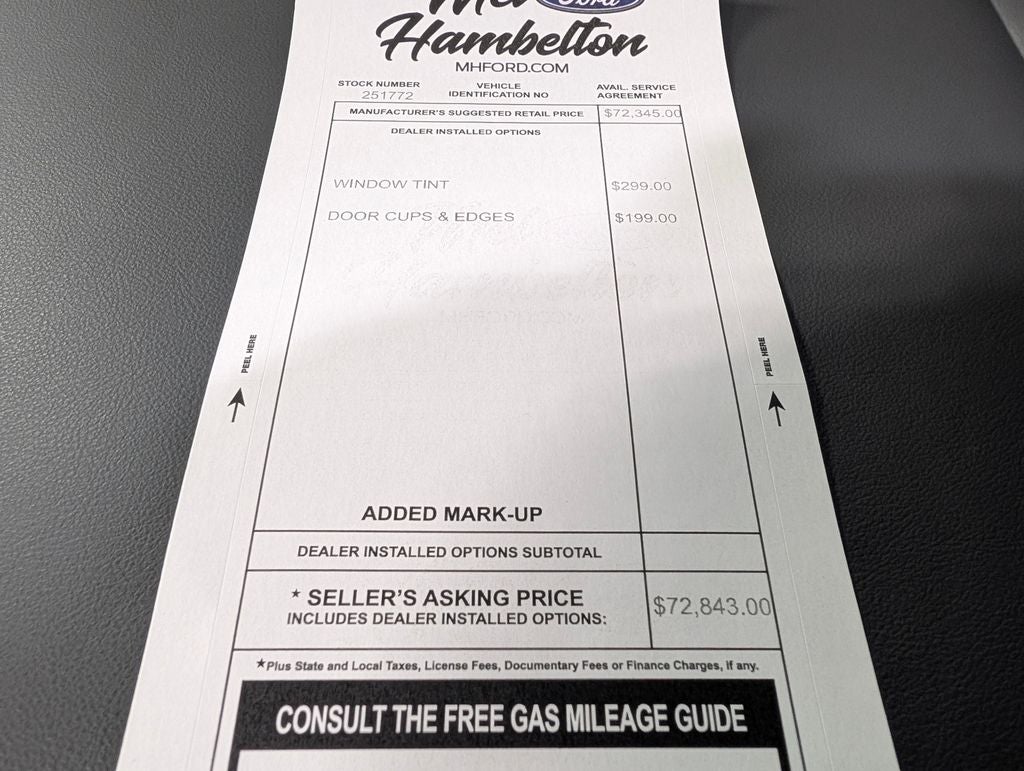 Mel
Ford
Hambelton
MHFORD.COM
STOCK NUMBER
251772
VEHICLE
IDENTIFICATION NO
AVAIL. SERVICE
AGREEMENT
MANUFACTURER'S SUGGESTED RETAIL PRICE $72,345.00
DEALER INSTALLED OPTIONS
WINDOW TINT $299.00
DOOR CUPS & EDGES $199.00
PEEL HERE
PEEL HERE
ADDED MARK-UP
DEALER INSTALLED OPTIONS SUBTOTAL
* SELLER'S ASKING PRICE
INCLUDES DEALER INSTALLED OPTIONS:
$72,843.00
*Plus State and Local Taxes, License Fees, Documentary Fees or Finance Charges, if any.
CONSULT THE FREE GAS MILEAGE GUIDE